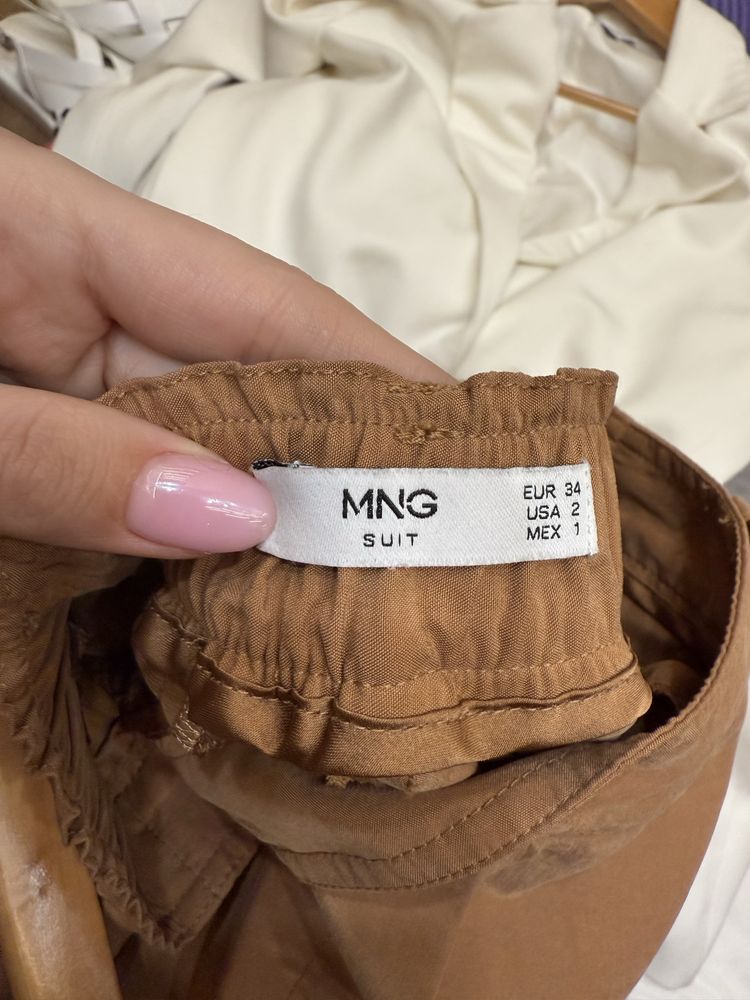 MNG
SUIT
EUR 34
USA 2
MEX 1